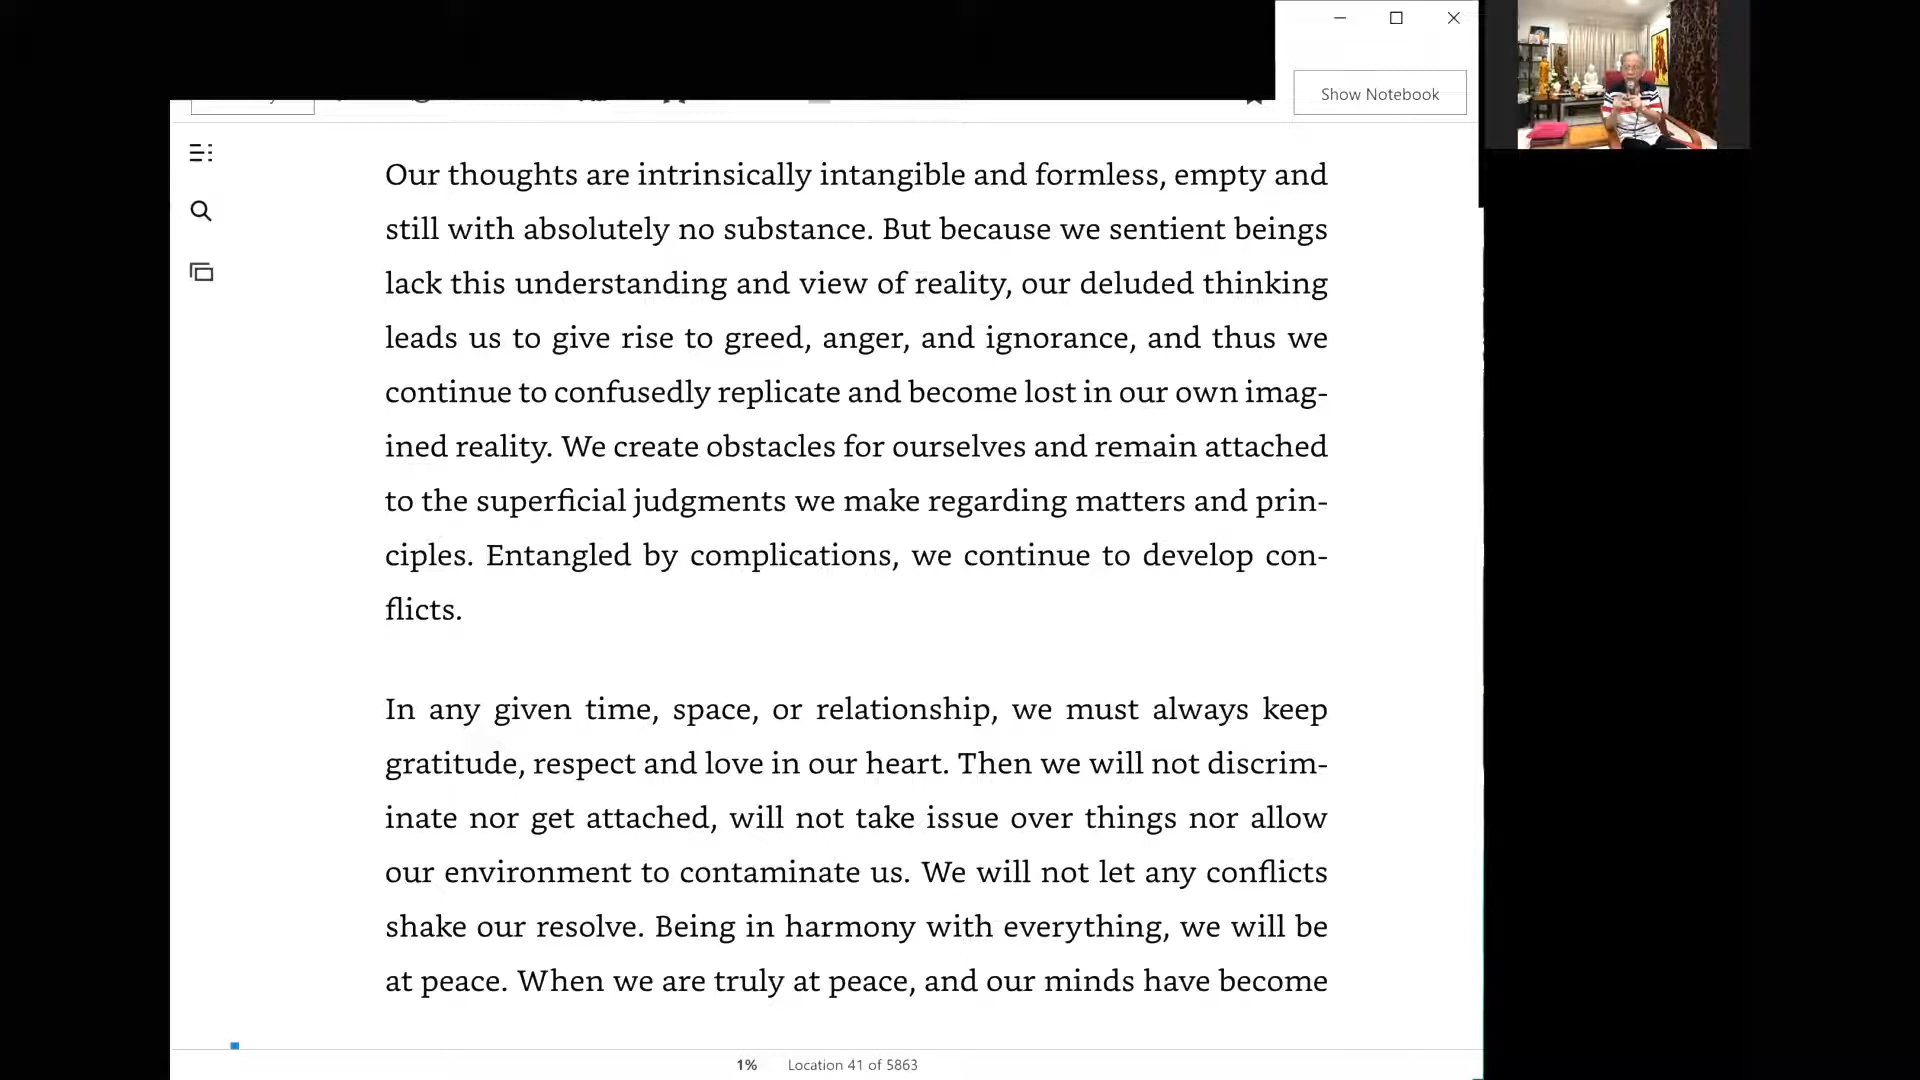 Show Notebook
Our thoughts are intrinsically intangible and formless, empty and
still with absolutely no substance. But because we sentient beings
lack this understanding and view of reality, our deluded thinking
leads us to give rise to greed, anger, and ignorance, and thus we
continue to confusedly replicate and become lost in our own imag-
ined reality. We create obstacles for ourselves and remain attached
to the superficial judgments we make regarding matters and prin-
ciples. Entangled by complications, we continue to develop con-
flicts.
In any given time, space, or relationship, we must always keep
gratitude, respect and love in our heart. Then we will not discrim-
inate nor get attached, will not take issue over things nor allow
our environment to contaminate us. We will not let any conflicts
shake our resolve. Being in harmony with everything, we will be
at peace. When we are truly at peace, and our minds have become
1% Location 41 of 5863